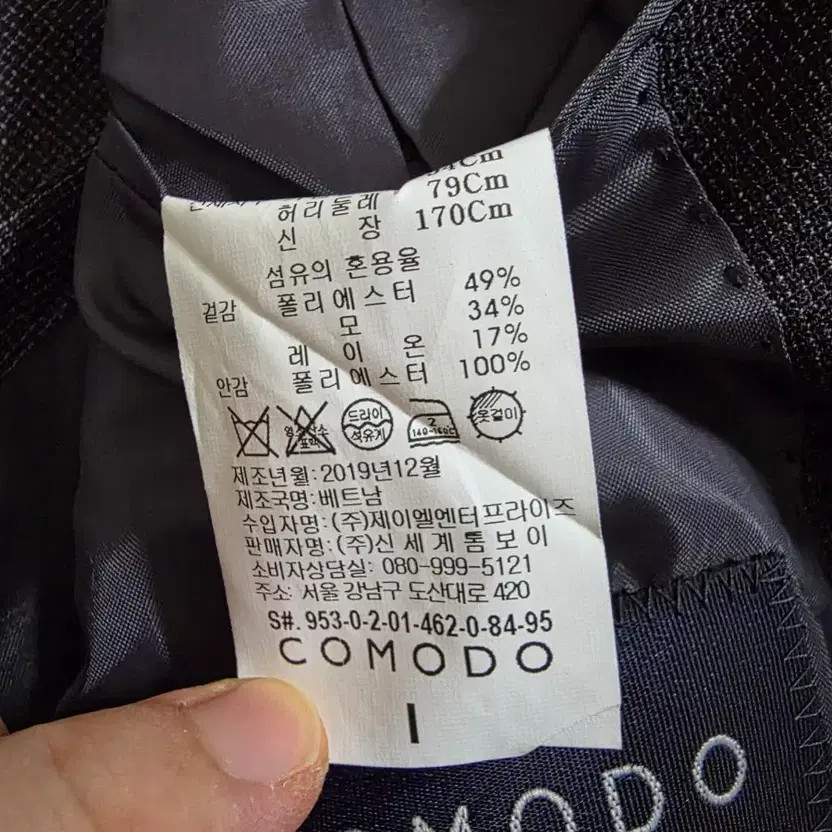 허리둘레 79Cm
신 장 170Cm
섬유의 혼용율
겉감 폴리에스터 49%
모 34%
레 이 온 17%
안감 폴리에스터 100%
드라이
석유계
2
140~160℃
옷걸이
제조년월:2019년12월
제조국명:베트남
수입자명:(주)제이엘엔터프라이즈
판매자명:(주)신세계톰보이
소비자상담실: 080-999-5121
주소: 서울 강남구 도산대로 420
S#. 953-0-2-01-462-0-84-95
COMODO
I
OMODO